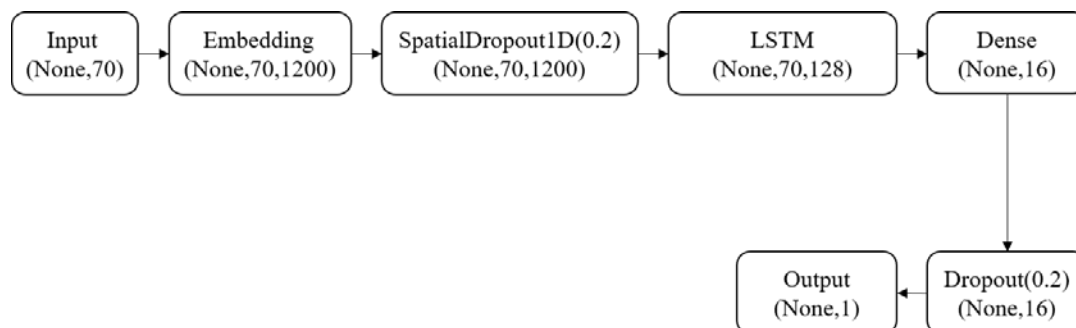 Input
(None,70)
Embedding
(None,70,1200)
SpatialDropout1D(0.2)
(None,70,1200)
LSTM
(None,70,128)
Dense
(None,16)
Output
(None,1)
Dropout(0.2)
(None,16)